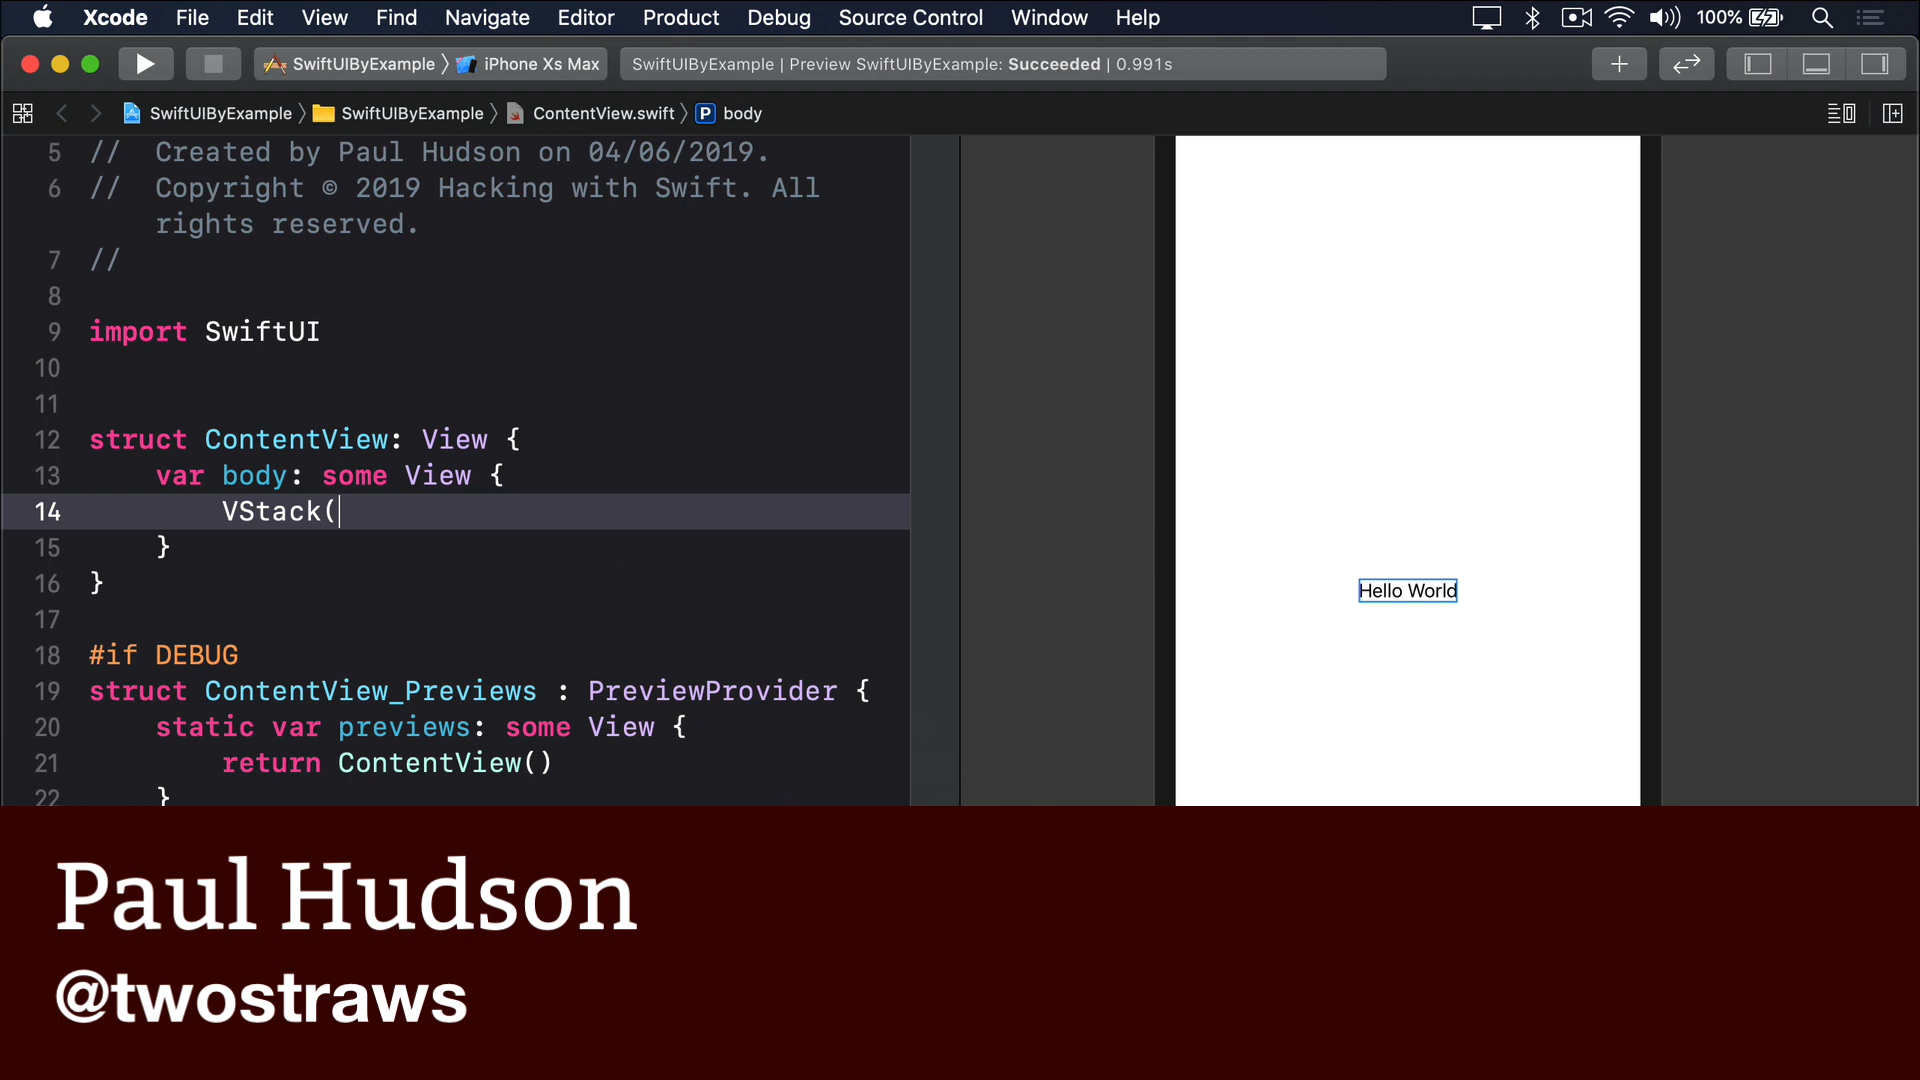 Xcode File Edit View Find Navigate Editor Product Debug Source Control Window Help 100%
SwiftUIByExample iPhone Xs Max SwiftUIByExample | Preview SwiftUIByExample: Succeeded | 0.991s
SwiftUIByExample SwiftUIByExample ContentView.swift P body
5 // Created by Paul Hudson on 04/06/2019.
6 // Copyright © 2019 Hacking with Swift. All
rights reserved.
7 //
8
9 import SwiftUI
10
11
12 struct ContentView: View {
13 var body: some View {
14 VStack(
15 }
16 }
17
18 #if DEBUG
19 struct ContentView_Previews : PreviewProvider {
20 static var previews: some View {
21 return ContentView()
22 }
Hello World
Paul Hudson
@twostraws